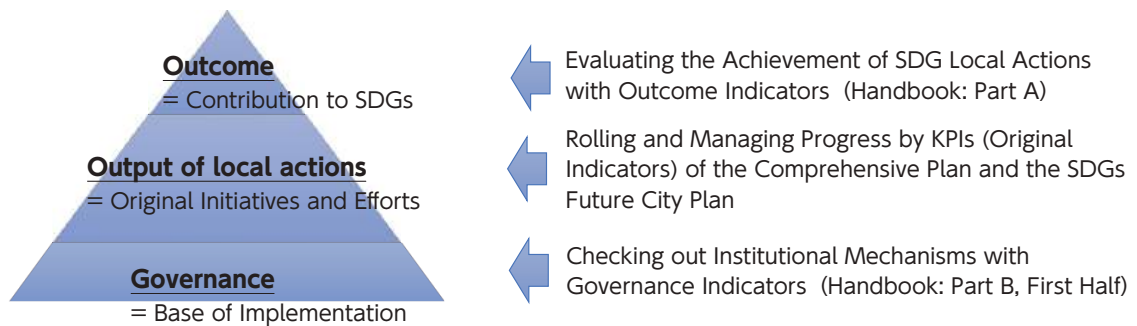 Outcome
= Contribution to SDGs
Evaluating the Achievement of SDG Local Actions
with Outcome Indicators (Handbook: Part A)
Output of local actions
= Original Initiatives and Efforts
Rolling and Managing Progress by KPIs (Original
Indicators) of the Comprehensive Plan and the SDGs
Future City Plan
Governance
= Base of Implementation
Checking out Institutional Mechanisms with
Governance Indicators (Handbook: Part B, First Half)